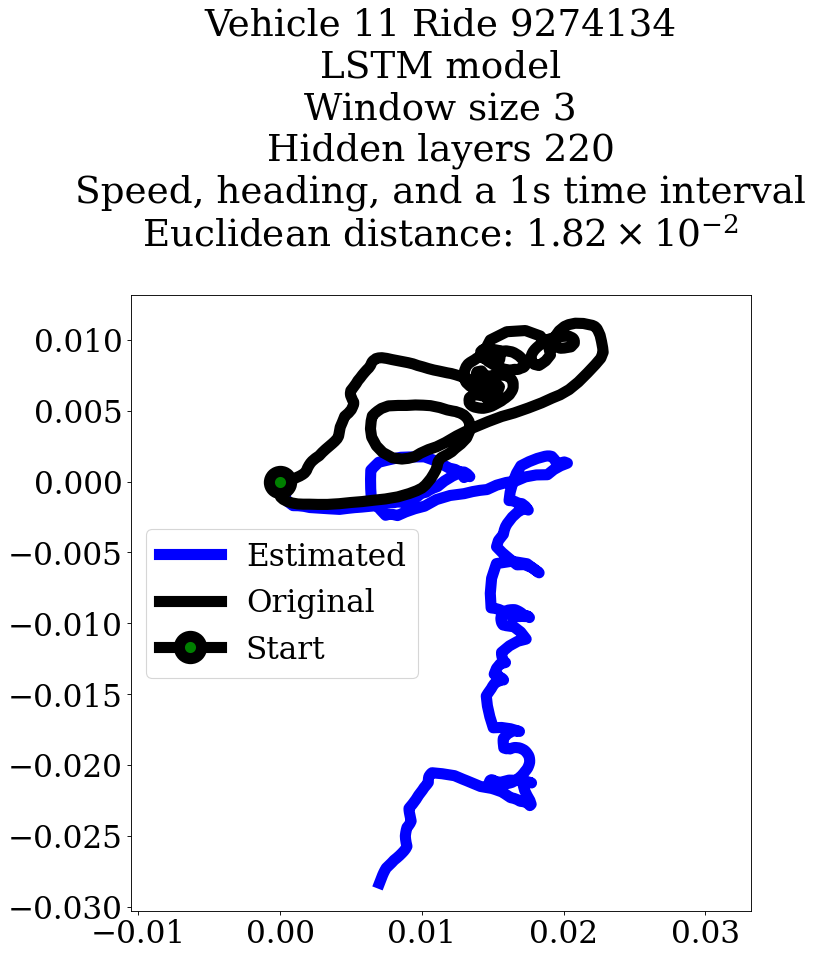 Vehicle 11 Ride 9274134
LSTM model
Window size 3
Hidden layers 220
Speed, heading, and a 1s time interval
Euclidean distance: 1.82 × 10⁻²
0.010
0.005
0.000
−0.005
−0.010
−0.015
−0.020
−0.025
−0.030
Estimated
Original
Start
−0.01 0.00 0.01 0.02 0.03